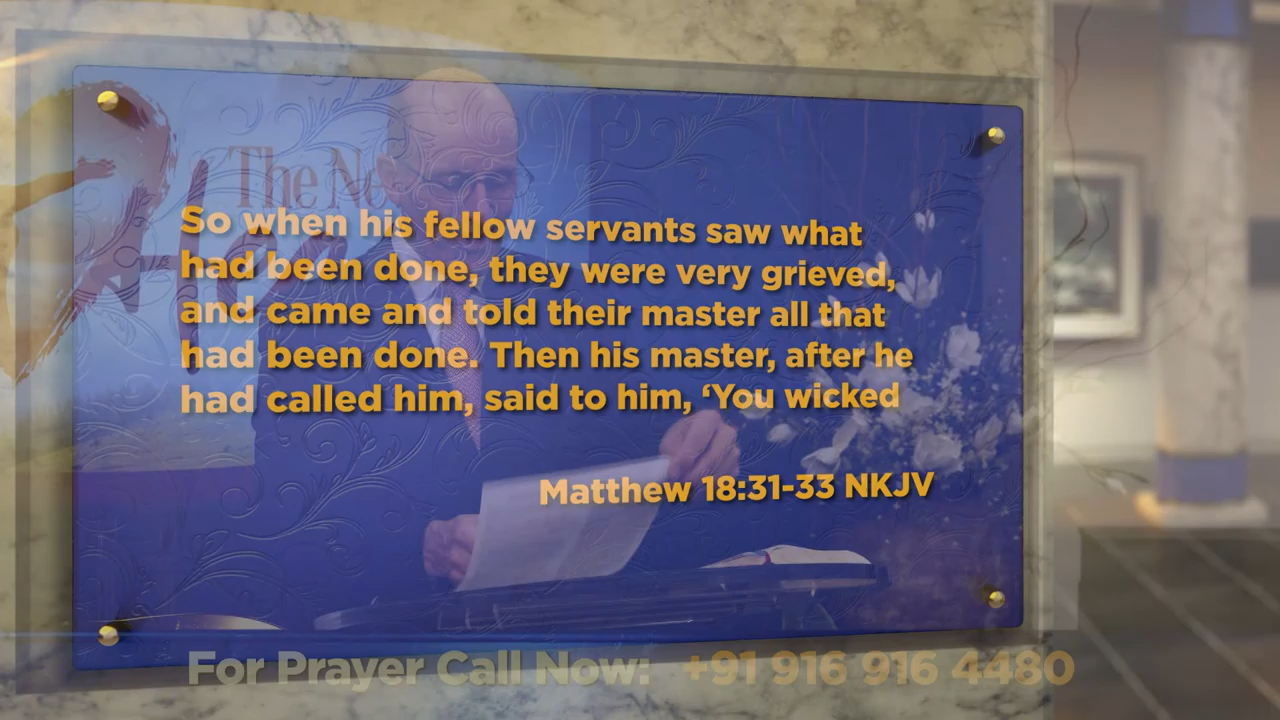 The Ne
So when his fellow servants saw what
had been done, they were very grieved,
and came and told their master all that
had been done. Then his master, after he
had called him, said to him, ‘You wicked
Matthew 18:31-33 NKJV
For Prayer Call Now: +91 916 916 4480